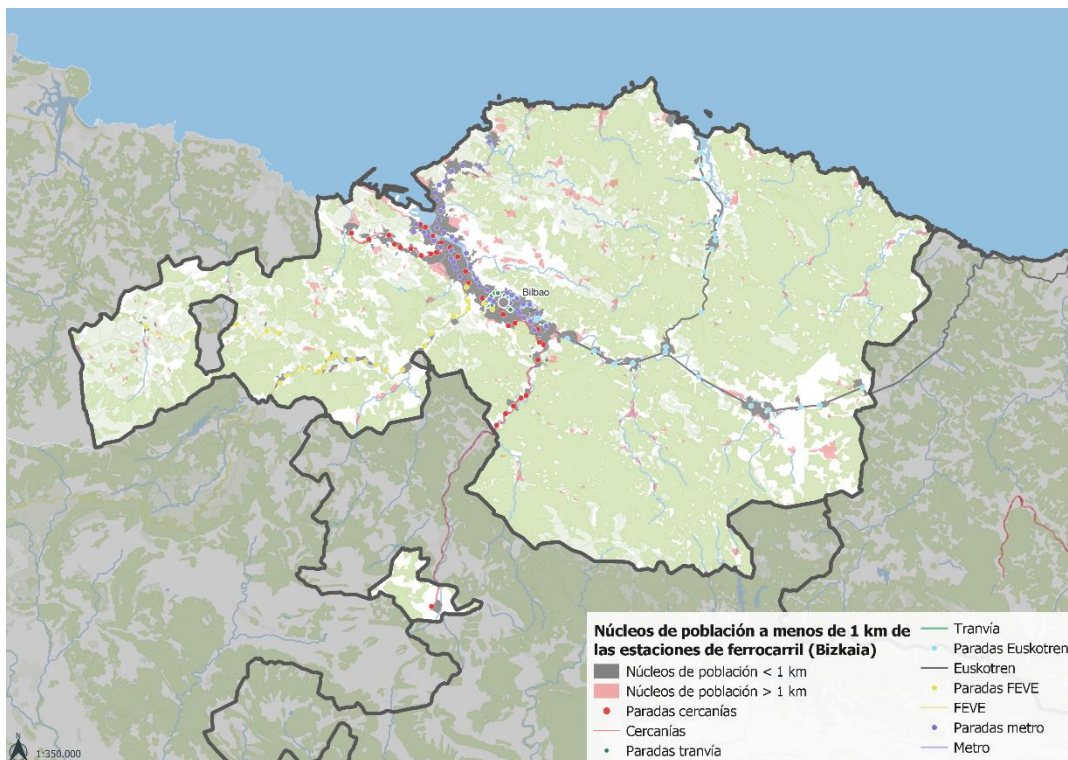 Bilbao
Núcleos de población a menos de 1 km de
las estaciones de ferrocarril (Bizkaia)
Núcleos de población < 1 km
Núcleos de población > 1 km
Paradas cercanías
Cercanías
Paradas tranvía
Tranvía
Paradas Euskotren
Euskotren
Paradas FEVE
FEVE
Paradas metro
Metro
N
1:350.000